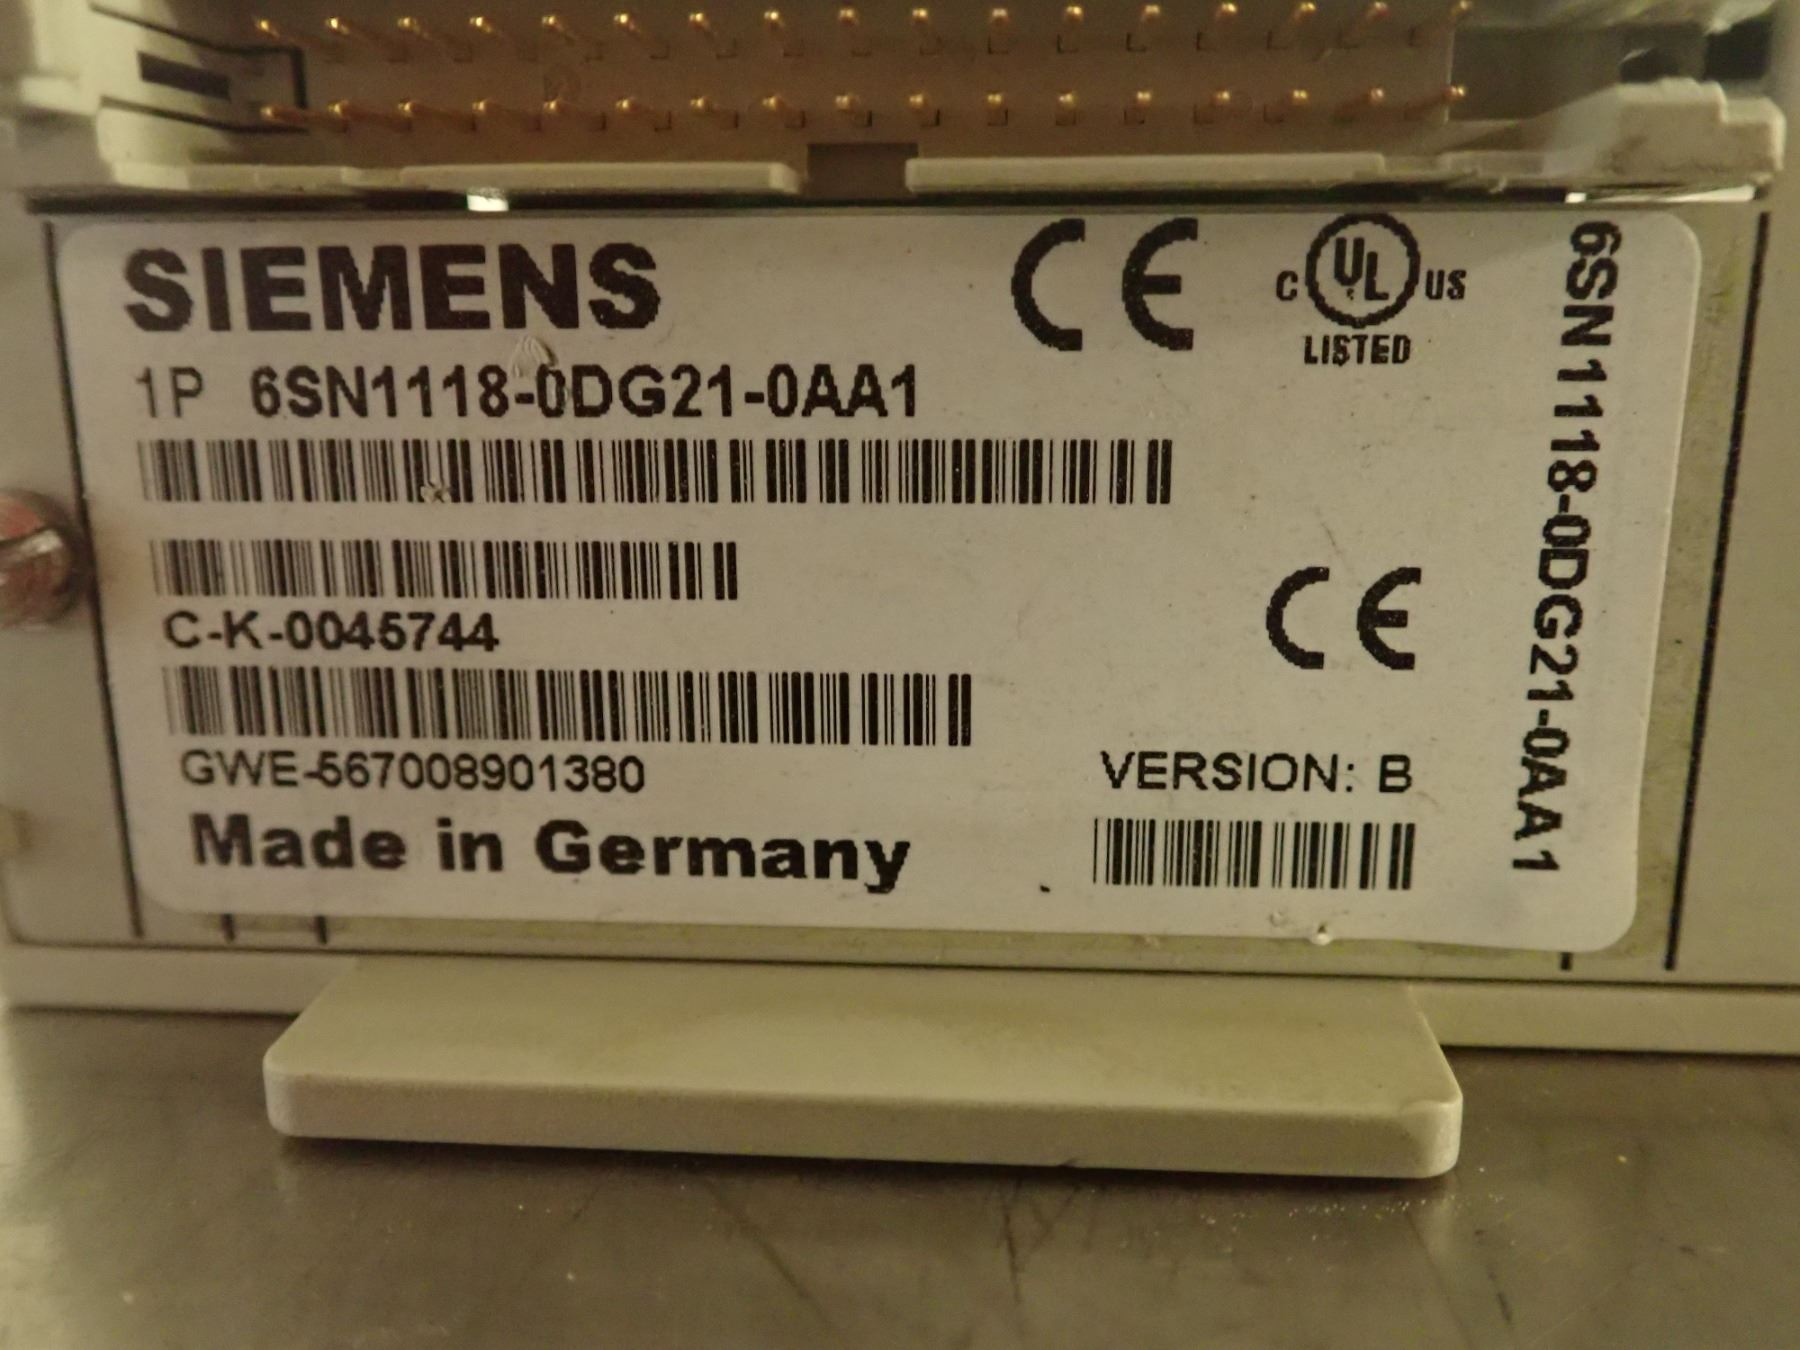 SIEMENS
CE
C UL US
LISTED
1P 6SN1118-0DG21-0AA1
C-K-0045744
CE
GWE-567008901380
VERSION: B
Made in Germany
6SN1118-0DG21-0AA1